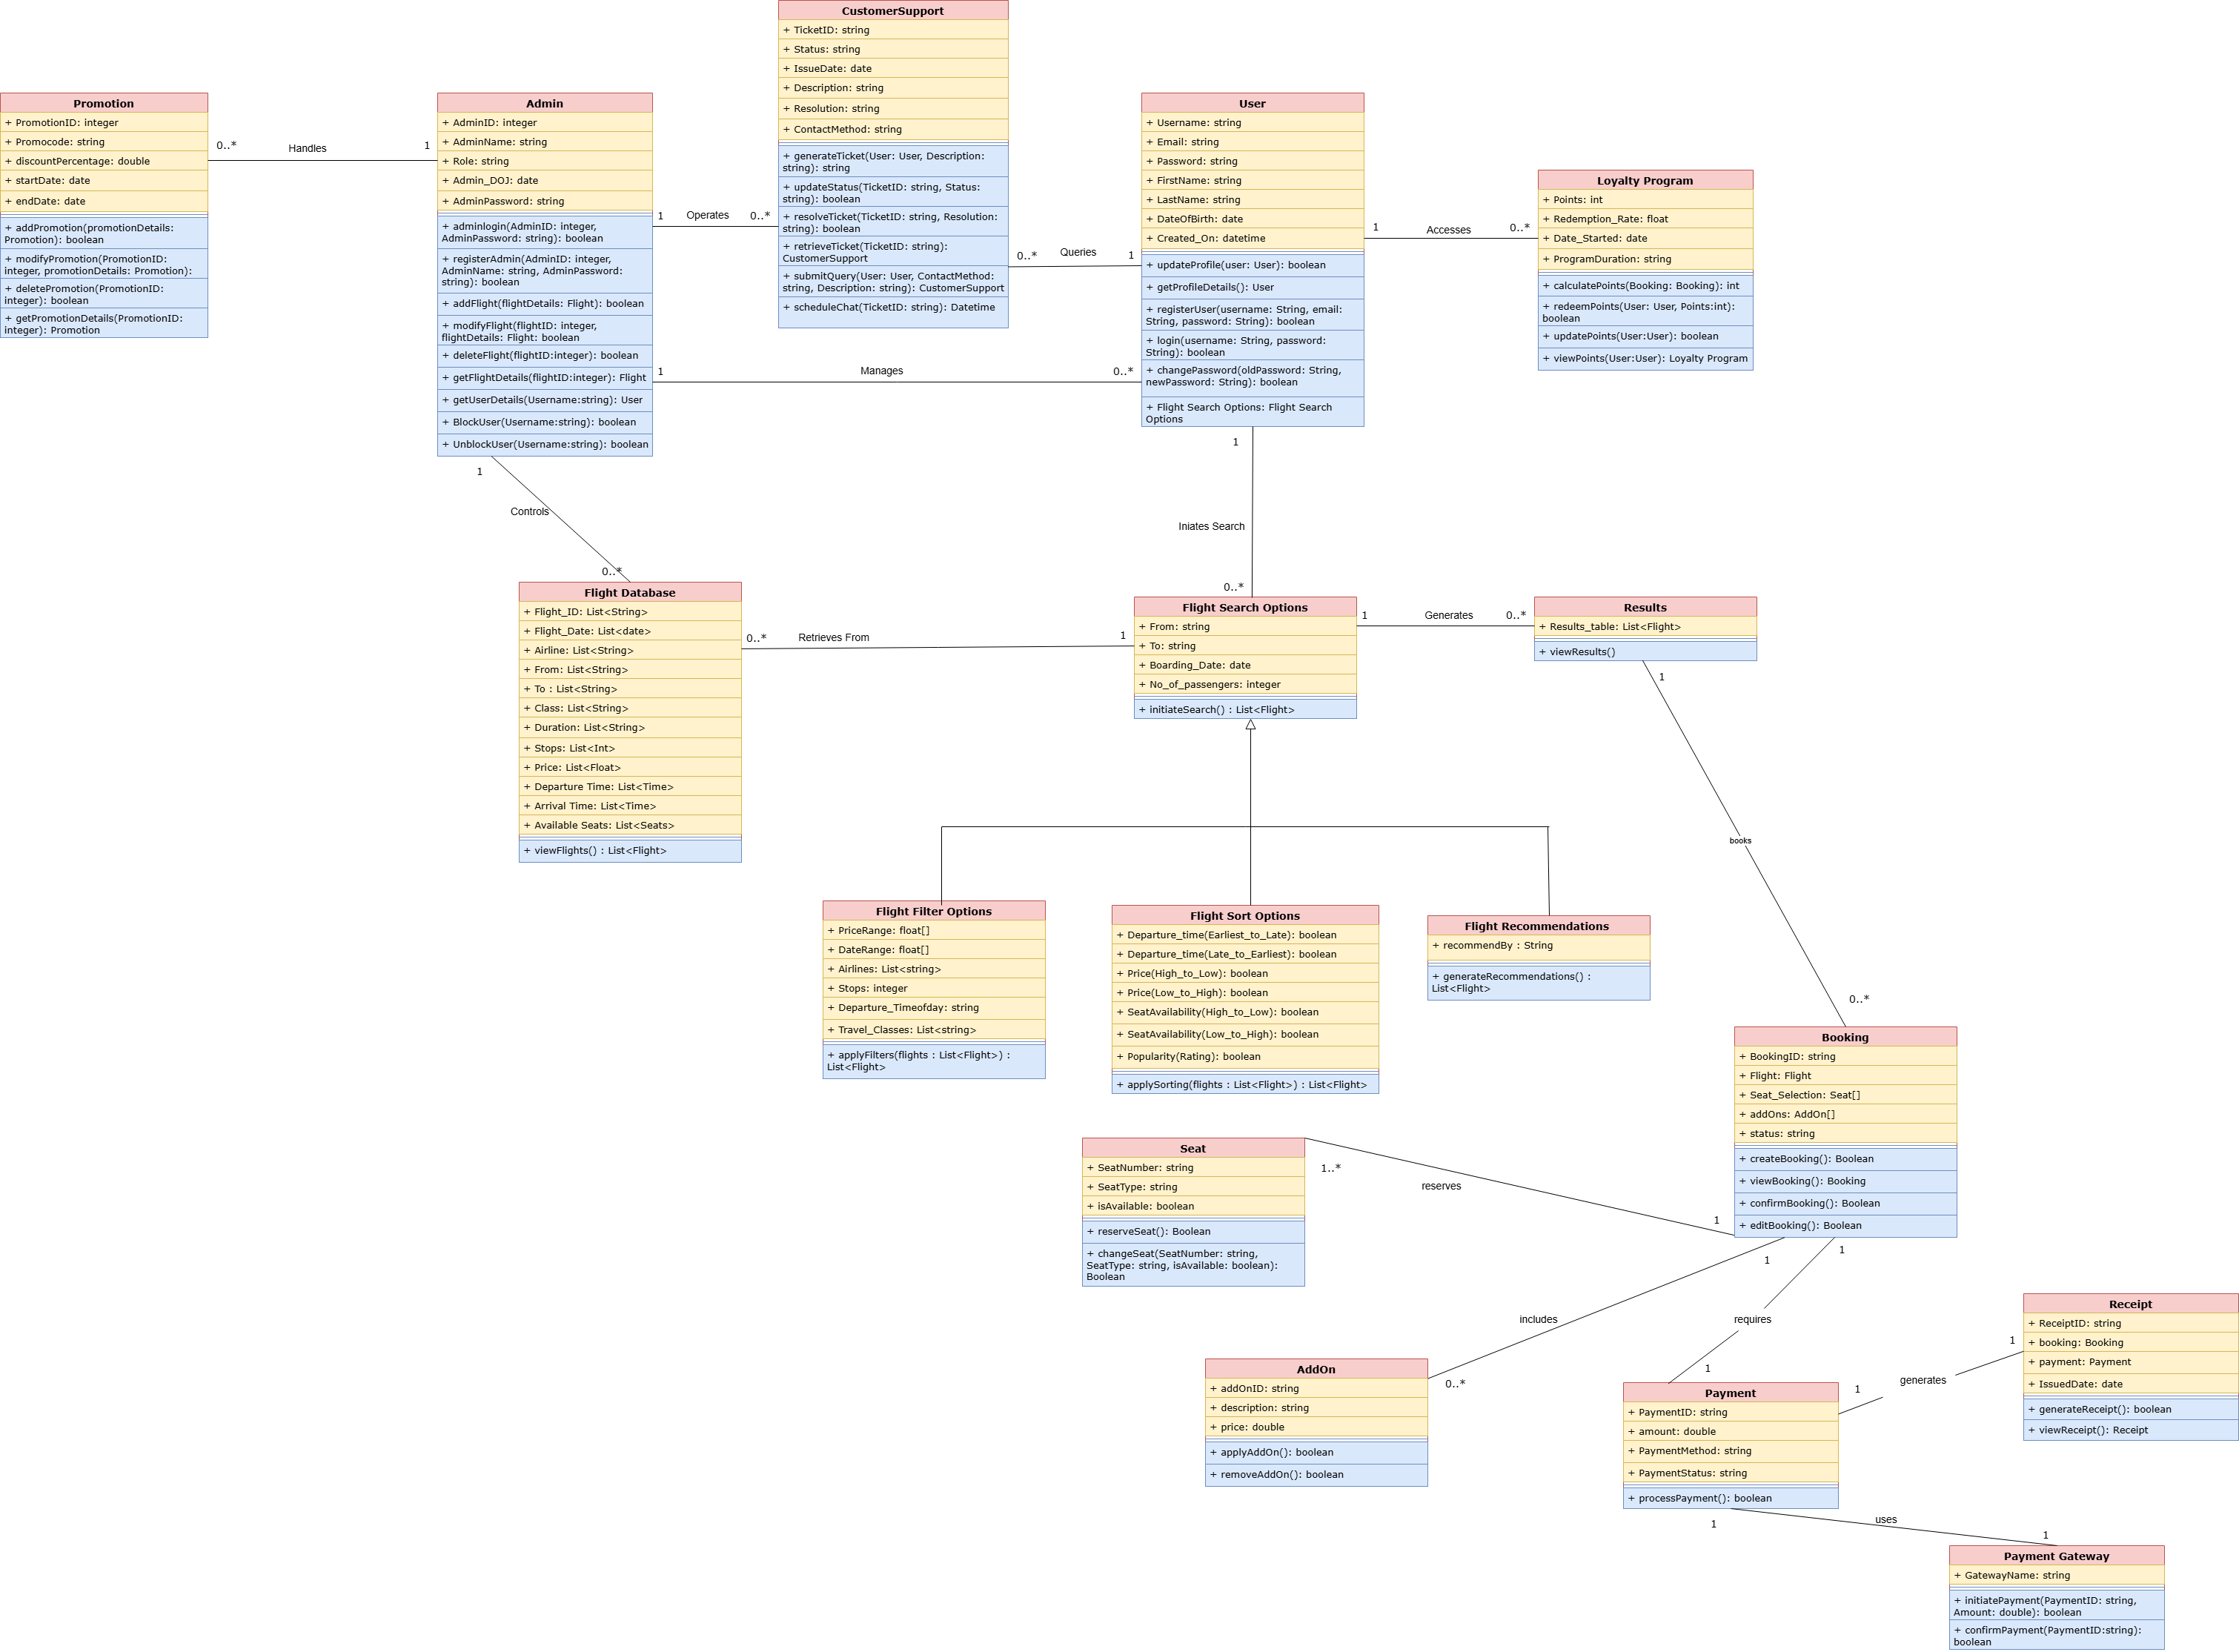 CustomerSupport
+ TicketID: string
+ Status: string
+ IssueDate: date
+ Description: string
+ Resolution: string
+ ContactMethod: string
+ generateTicket(User: User, Description:
string): string
+ updateStatus(TicketID: string, Status:
string): boolean
+ resolveTicket(TicketID: string, Resolution:
string): boolean
+ retrieveTicket(TicketID: string):
CustomerSupport
+ submitQuery(User: User, ContactMethod:
string, Description: string): CustomerSupport
+ scheduleChat(TicketID: string): Datetime
Promotion
+ PromotionID: integer
+ Promocode: string
+ discountPercentage: double
+ startDate: date
+ endDate: date
+ addPromotion(promotionDetails:
Promotion): boolean
+ modifyPromotion(PromotionID:
integer, promotionDetails: Promotion):
+ deletePromotion(PromotionID:
integer): boolean
+ getPromotionDetails(PromotionID:
integer): Promotion
0..*
Handles
1
Admin
+ AdminID: integer
+ AdminName: string
+ Role: string
+ Admin_DOJ: date
+ AdminPassword: string
+ adminlogin(AdminID: integer,
AdminPassword: string): boolean
+ registerAdmin(AdminID: integer,
AdminName: string, AdminPassword:
string): boolean
+ addFlight(flightDetails: Flight): boolean
+ modifyFlight(flightID: integer,
flightDetails: Flight: boolean
+ deleteFlight(flightID:integer): boolean
+ getFlightDetails(flightID:integer): Flight
+ getUserDetails(Username:string): User
+ BlockUser(Username:string): boolean
+ UnblockUser(Username:string): boolean
1
Operates
0..*
0..*
Queries
1
1
Manages
0..*
User
+ Username: string
+ Email: string
+ Password: string
+ FirstName: string
+ LastName: string
+ DateOfBirth: date
+ Created_On: datetime
+ updateProfile(user: User): boolean
+ getProfileDetails(): User
+ registerUser(username: String, email:
String, password: String): boolean
+ login(username: String, password:
String): boolean
+ changePassword(oldPassword: String,
newPassword: String): boolean
+ Flight Search Options: Flight Search
Options
1
Accesses
0..*
Loyalty Program
+ Points: int
+ Redemption_Rate: float
+ Date_Started: date
+ ProgramDuration: string
+ calculatePoints(Booking: Booking): int
+ redeemPoints(User: User, Points:int):
boolean
+ updatePoints(User:User): boolean
+ viewPoints(User:User): Loyalty Program
1
Controls
0..*
1
Iniates Search
0..*
Flight Database
+ Flight_ID: List<String>
+ Flight_Date: List<date>
+ Airline: List<String>
+ From: List<String>
+ To : List<String>
+ Class: List<String>
+ Duration: List<String>
+ Stops: List<Int>
+ Price: List<Float>
+ Departure Time: List<Time>
+ Arrival Time: List<Time>
+ Available Seats: List<Seats>
+ viewFlights() : List<Flight>
0..*
Retrieves From
1
Flight Search Options
+ From: string
+ To: string
+ Boarding_Date: date
+ No_of_passengers: integer
+ initiateSearch() : List<Flight>
1
Generates
0..*
Results
+ Results_table: List<Flight>
+ viewResults()
1
books
0..*
Flight Filter Options
+ PriceRange: float[]
+ DateRange: float[]
+ Airlines: List<string>
+ Stops: integer
+ Departure_Timeofday: string
+ Travel_Classes: List<string>
+ applyFilters(flights : List<Flight>) :
List<Flight>
Flight Sort Options
+ Departure_time(Earliest_to_Late): boolean
+ Departure_time(Late_to_Earliest): boolean
+ Price(High_to_Low): boolean
+ Price(Low_to_High): boolean
+ SeatAvailability(High_to_Low): boolean
+ SeatAvailability(Low_to_High): boolean
+ Popularity(Rating): boolean
+ applySorting(flights : List<Flight>) : List<Flight>
Flight Recommendations
+ recommendBy : String
+ generateRecommendations() :
List<Flight>
Booking
+ BookingID: string
+ Flight: Flight
+ Seat_Selection: Seat[]
+ addOns: AddOn[]
+ status: string
+ createBooking(): Boolean
+ viewBooking(): Booking
+ confirmBooking(): Boolean
+ editBooking(): Boolean
Seat
+ SeatNumber: string
+ SeatType: string
+ isAvailable: boolean
+ reserveSeat(): Boolean
+ changeSeat(SeatNumber: string,
SeatType: string, isAvailable: boolean):
Boolean
1..*
reserves
1
1
includes
0..*
1
requires
1
AddOn
+ addOnID: string
+ description: string
+ price: double
+ applyAddOn(): boolean
+ removeAddOn(): boolean
Payment
+ PaymentID: string
+ amount: double
+ PaymentMethod: string
+ PaymentStatus: string
+ processPayment(): boolean
1
generates
1
Receipt
+ ReceiptID: string
+ booking: Booking
+ payment: Payment
+ IssuedDate: date
+ generateReceipt(): boolean
+ viewReceipt(): Receipt
1
uses
1
Payment Gateway
+ GatewayName: string
+ initiatePayment(PaymentID: string,
Amount: double): boolean
+ confirmPayment(PaymentID:string):
boolean